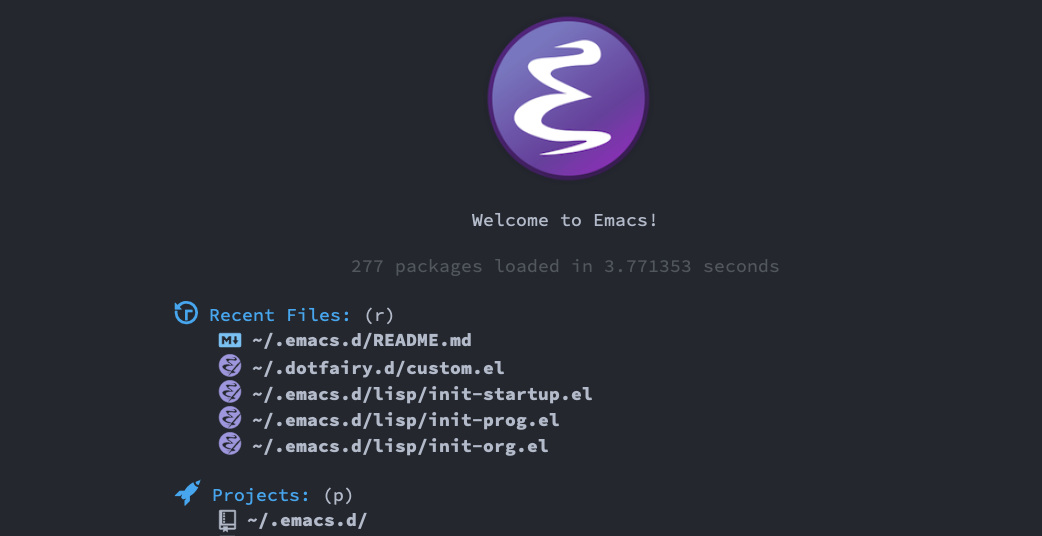 Welcome to Emacs!
277 packages loaded in 3.771353 seconds
Recent Files: (r)
M↓ ~/.emacs.d/README.md
~/.dotfairy.d/custom.el
~/.emacs.d/lisp/init-startup.el
~/.emacs.d/lisp/init-prog.el
~/.emacs.d/lisp/init-org.el
Projects: (p)
~/.emacs.d/